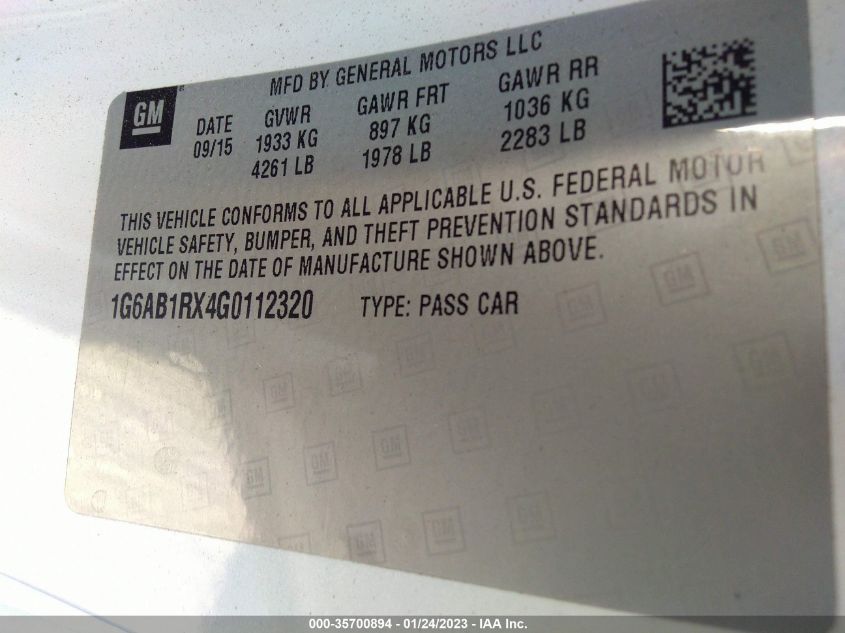 GM
MFD BY GENERAL MOTORS LLC
DATE GVWR GAWR FRT GAWR RR
09/15 1933 KG 897 KG 1036 KG
4261 LB 1978 LB 2283 LB
THIS VEHICLE CONFORMS TO ALL APPLICABLE U.S. FEDERAL MOTOR
VEHICLE SAFETY, BUMPER, AND THEFT PREVENTION STANDARDS IN
EFFECT ON THE DATE OF MANUFACTURE SHOWN ABOVE.
1G6AB1RX4G0112320 TYPE: PASS CAR
000-35700894 - 01/24/2023 - IAA Inc.